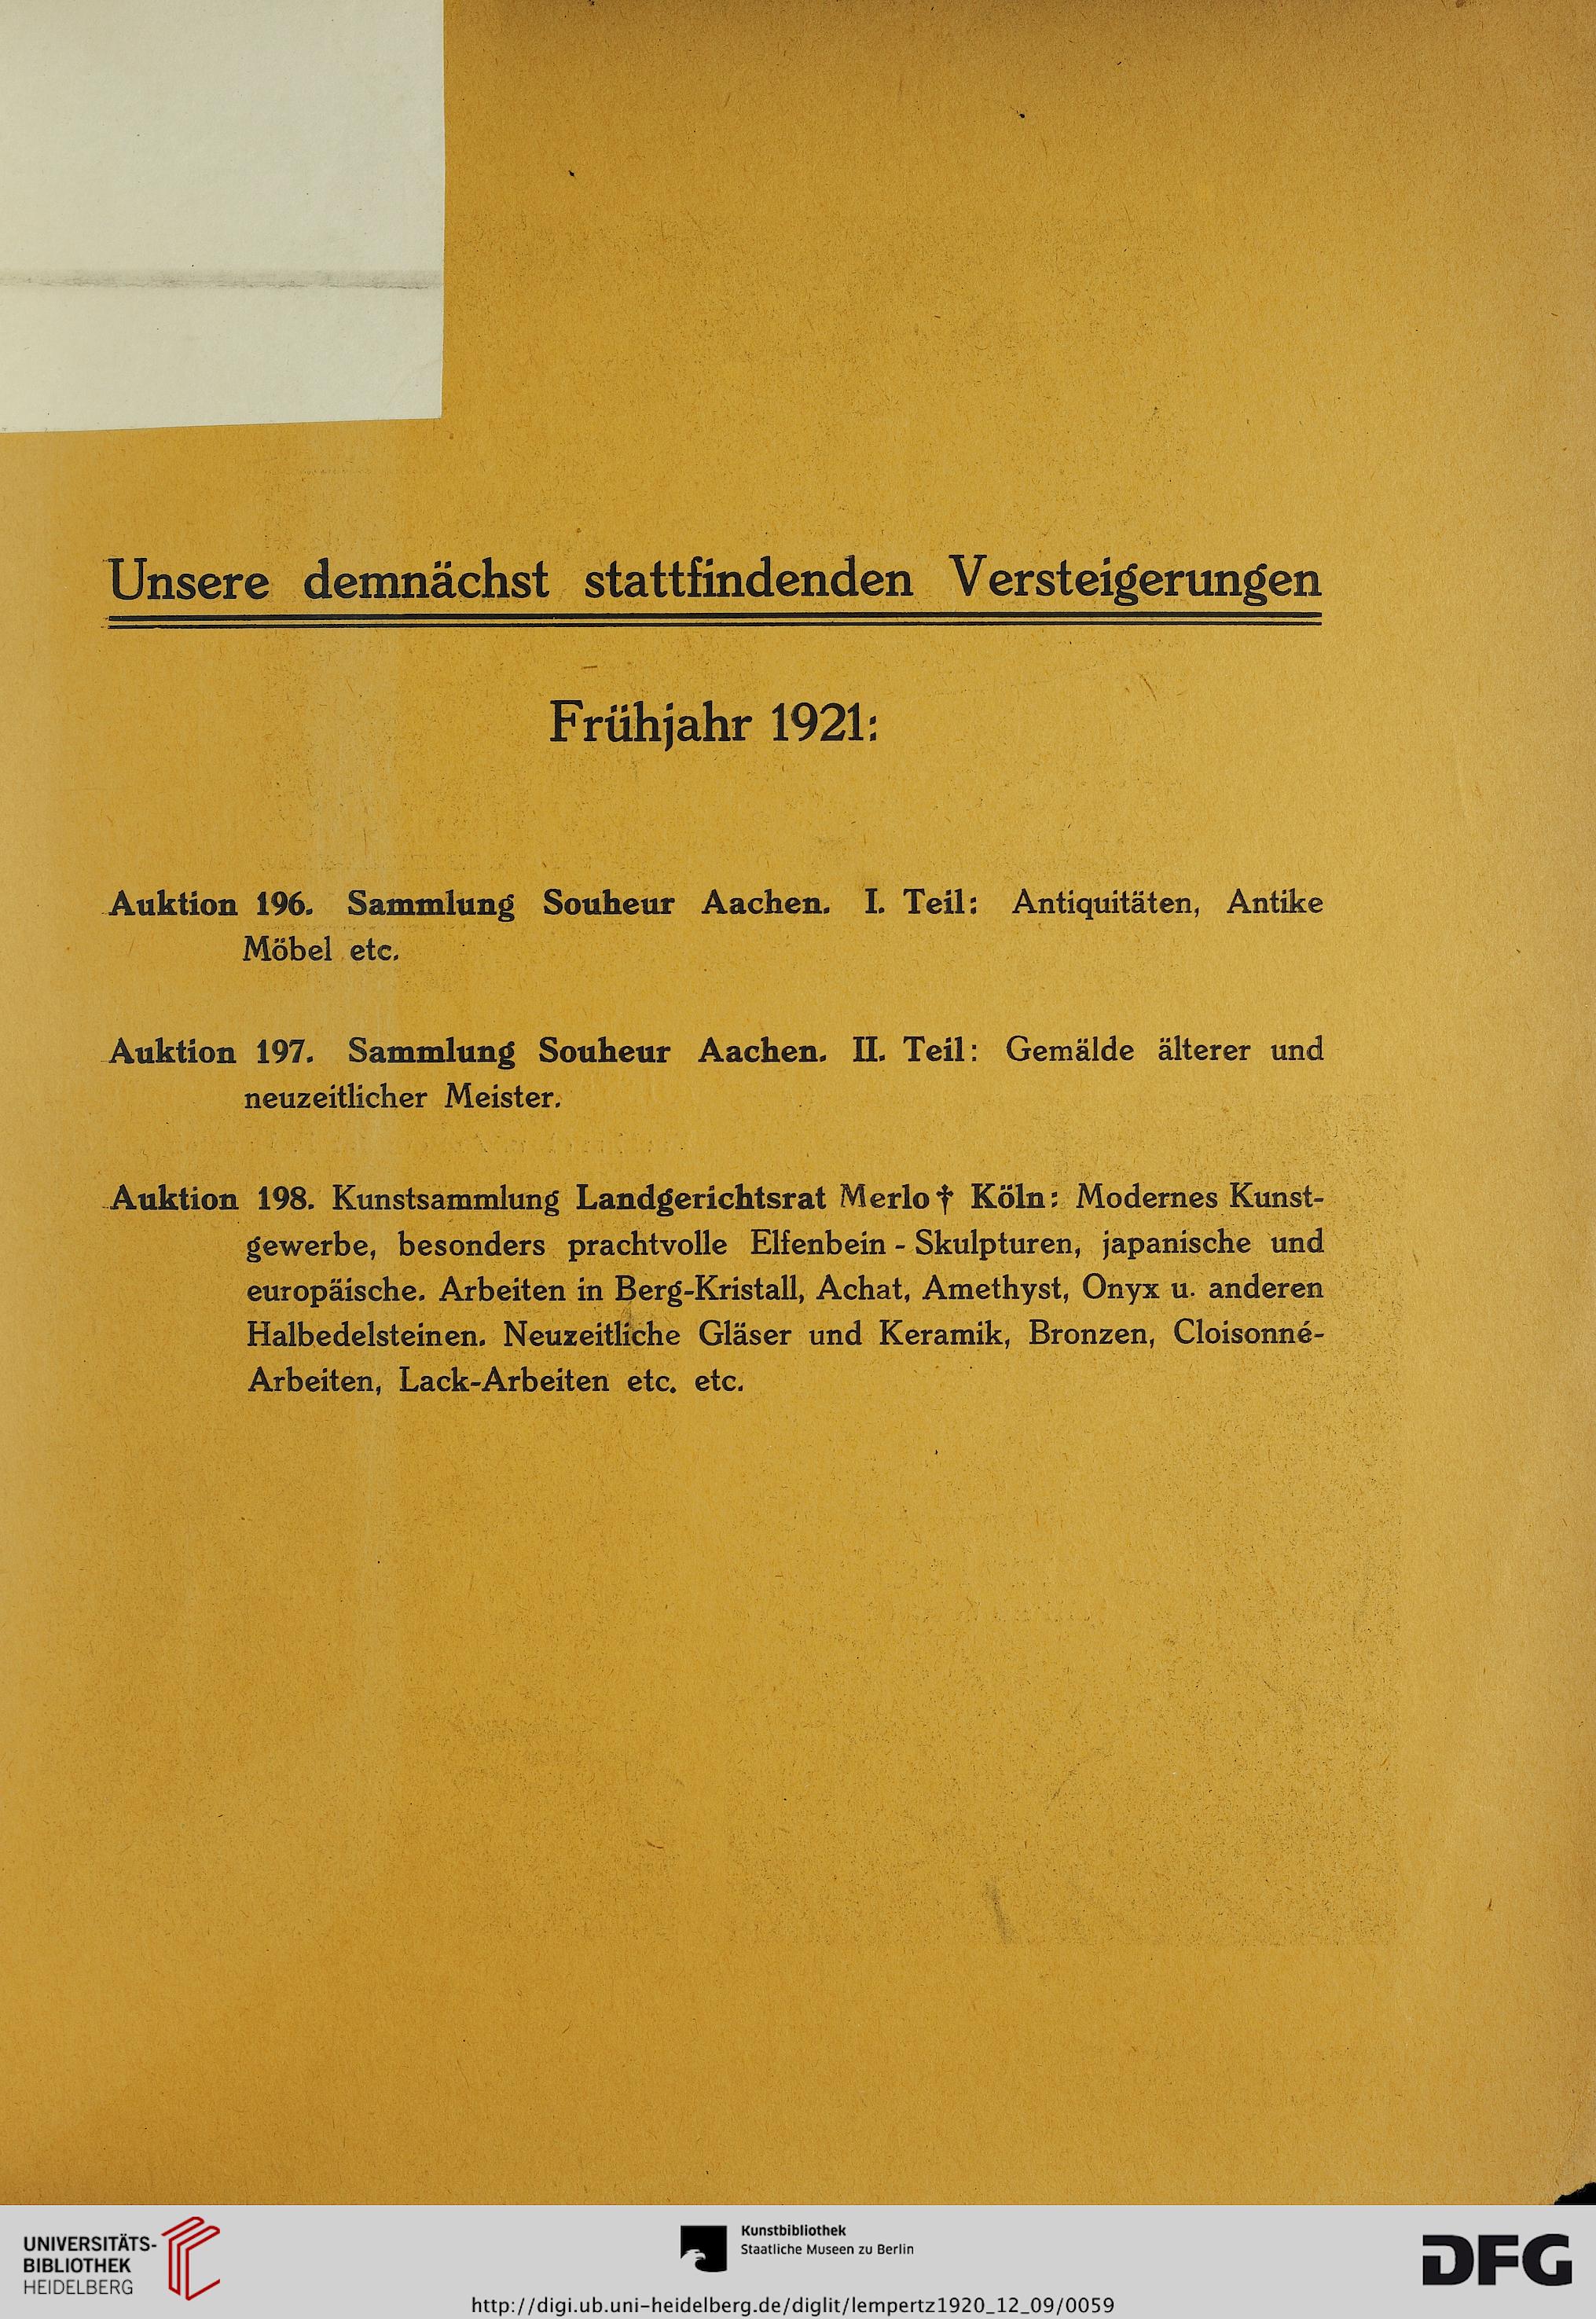 Unsere demnächst stattfindenden Versteigerungen
Frühjahr 1921:
Auktion 196. Sammlung Souheur Aachen. I. Teil: Antiquitäten, Antike
Möbel etc.
Auktion 197. Sammlung Souheur Aachen. II. Teil: Gemälde älterer und
neuzeitlicher Meister.
Auktion 198. Kunstsammlung Landgerichtsrat Merlo † Köln: Modernes Kunst-
gewerbe, besonders prachtvolle Elfenbein - Skulpturen, japanische und
europäische. Arbeiten in Berg-Kristall, Achat, Amethyst, Onyx u. anderen
Halbedelsteinen. Neuzeitliche Gläser und Keramik, Bronzen, Cloisonné-
Arbeiten, Lack-Arbeiten etc. etc.
UNIVERSITÄTS-
BIBLIOTHEK
HEIDELBERG
Kunstbibliothek
Staatliche Museen zu Berlin
DFG
http://digi.ub.uni-heidelberg.de/diglit/lempertz1920_12_09/0059